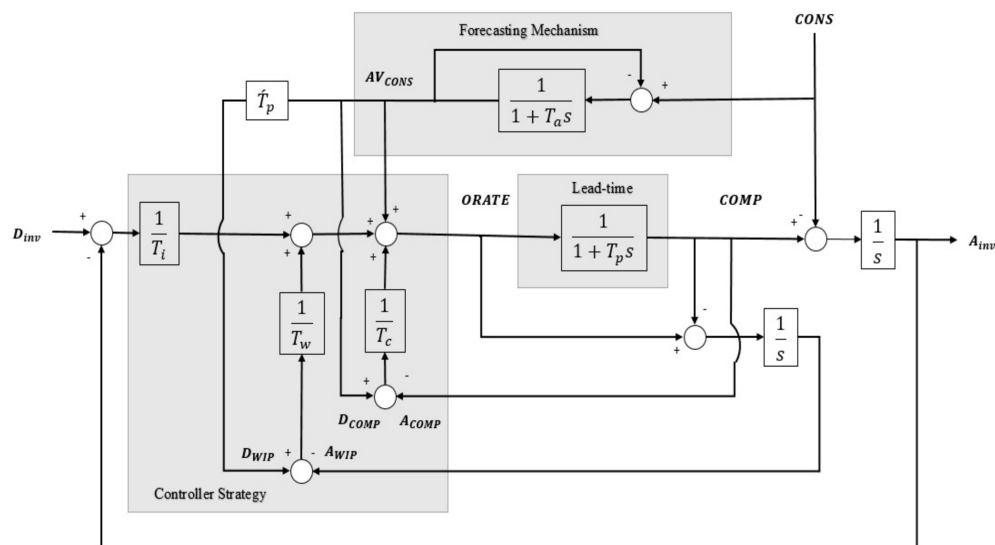 CONS
Forecasting Mechanism
AV_CONS
-
+
T́_p
1
1 + T_a s
Lead-time
ORATE
COMP
D_inv
+
-
1
T_i
+
+
+
+
+
1
1 + T_p s
+
-
1
s
A_inv
1
T_w
1
T_c
-
+
1
s
+
-
D_COMP
A_COMP
D_WIP
+
-
A_WIP
Controller Strategy